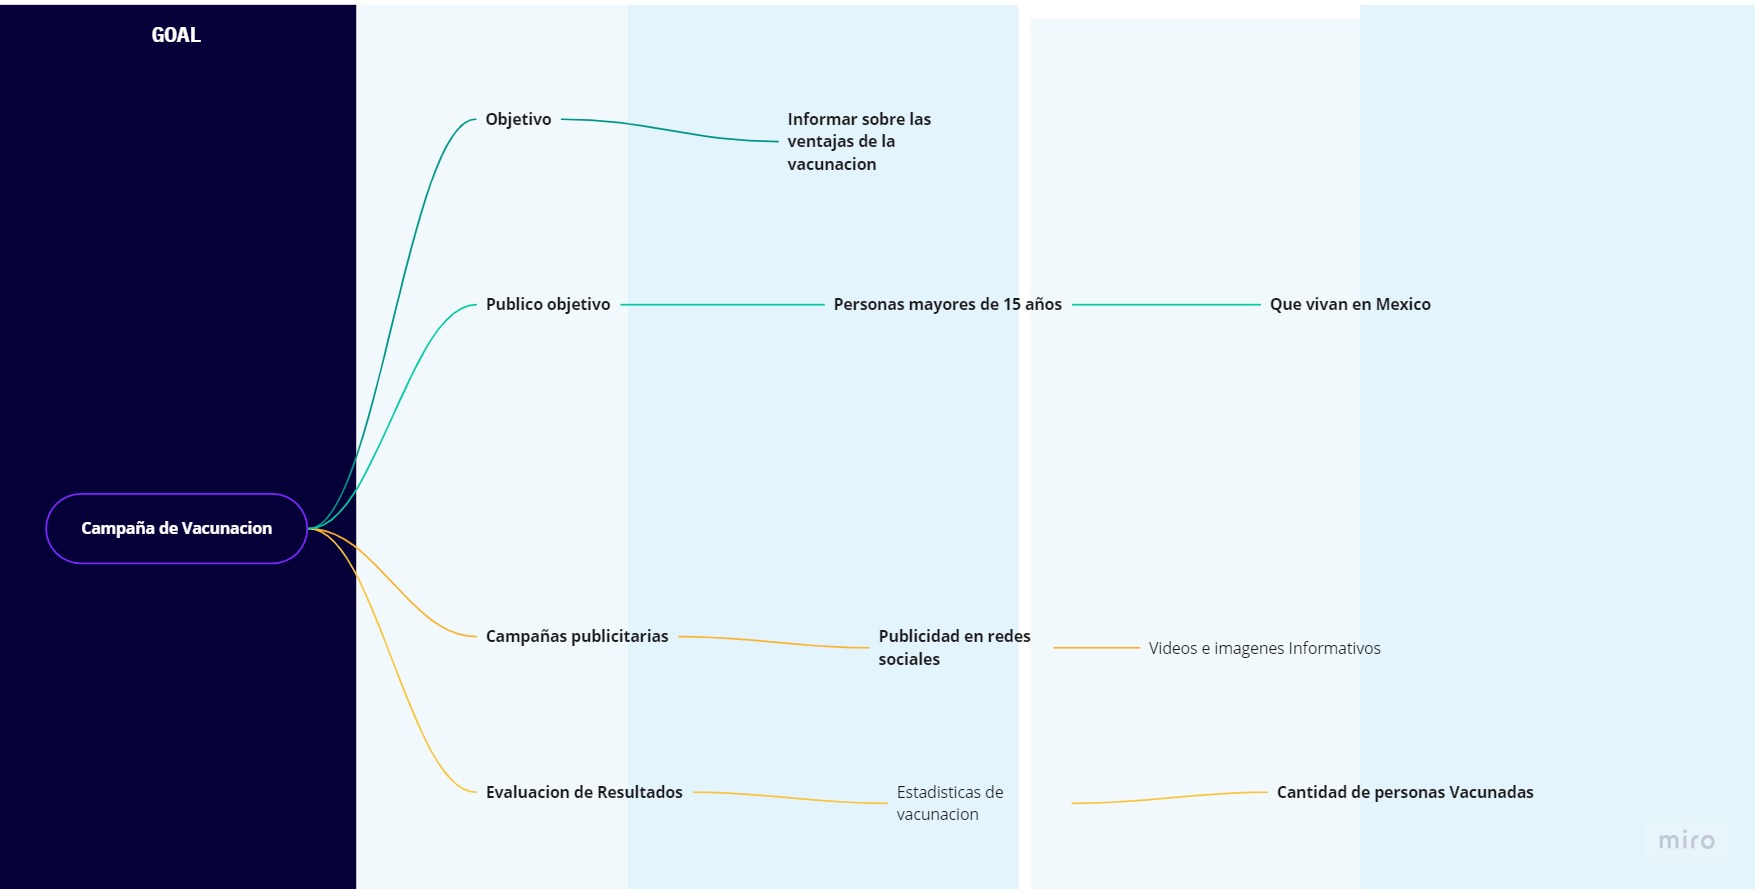 GOAL
Objetivo
Informar sobre las
ventajas de la
vacunacion
Publico objetivo
Personas mayores de 15 años
Que vivan en Mexico
Campaña de Vacunacion
Campañas publicitarias
Publicidad en redes
sociales
Videos e imagenes Informativos
Evaluacion de Resultados
Estadisticas de
vacunacion
Cantidad de personas Vacunadas
miro